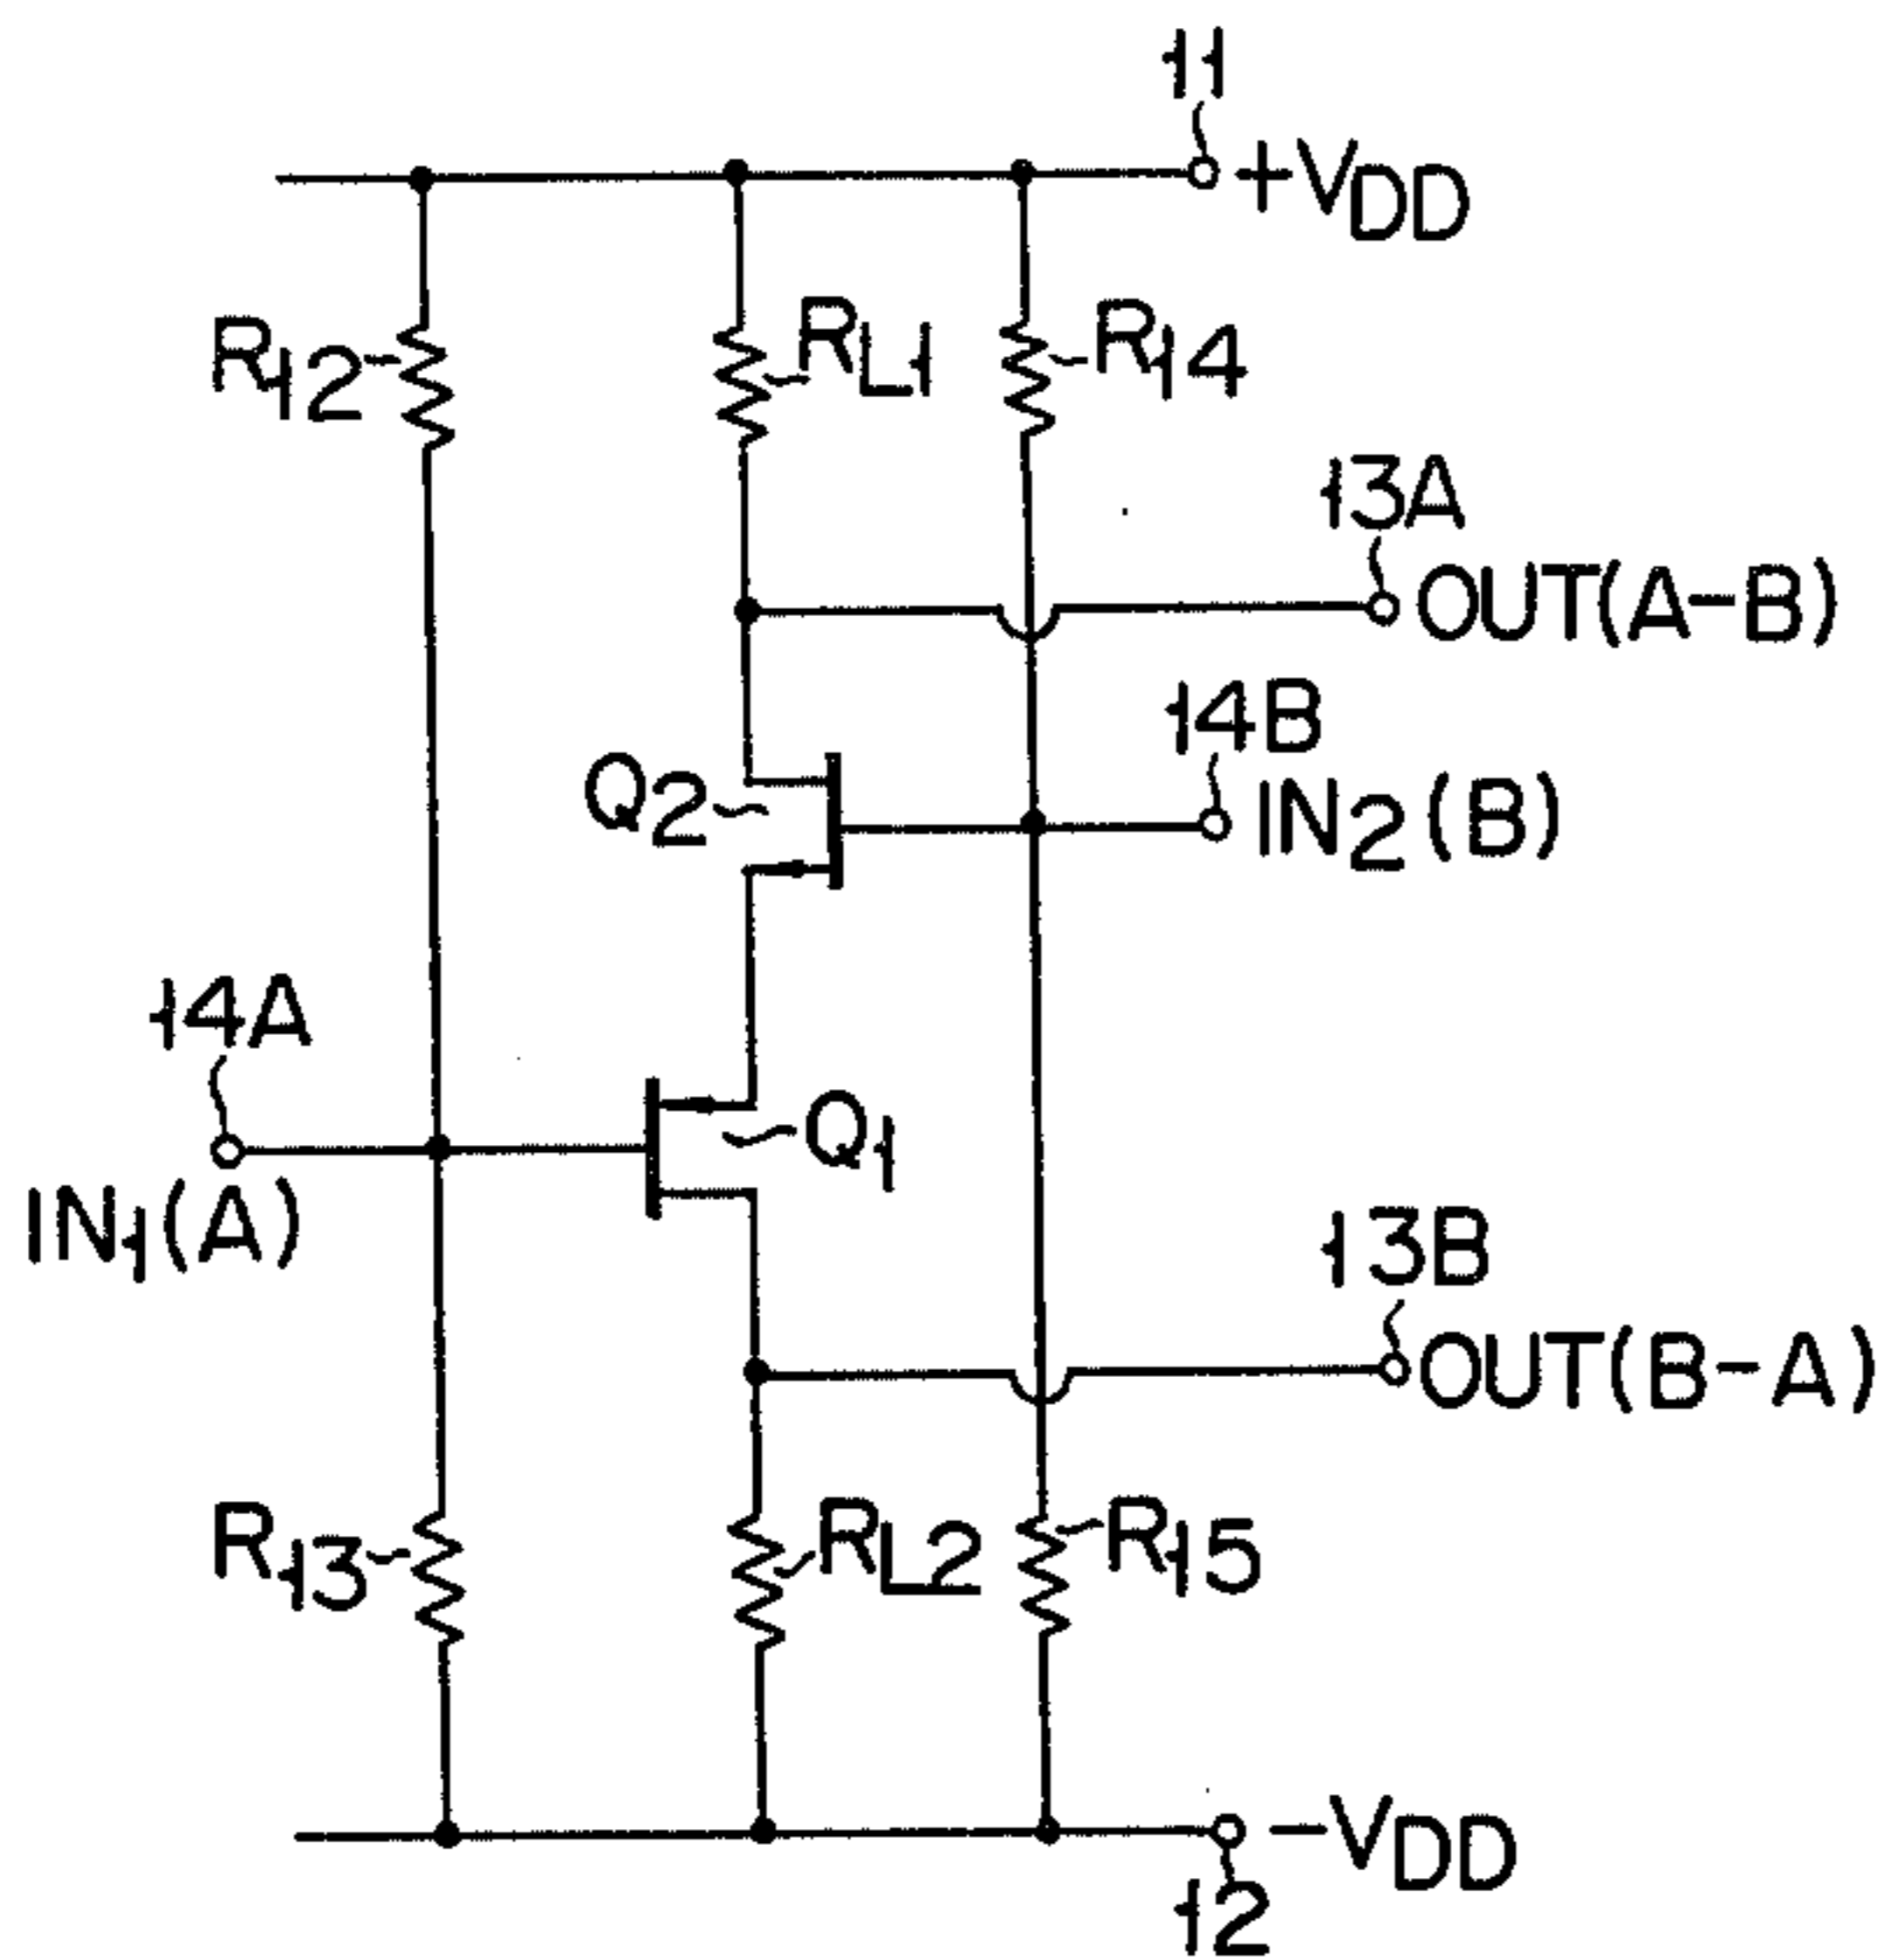 11
+VDD
R12
RL1
R14
13A
OUT(A-B)
14B
Q2
IN2(B)
14A
Q1
IN1(A)
13B
OUT(B-A)
R13
RL2
R15
-VDD
12